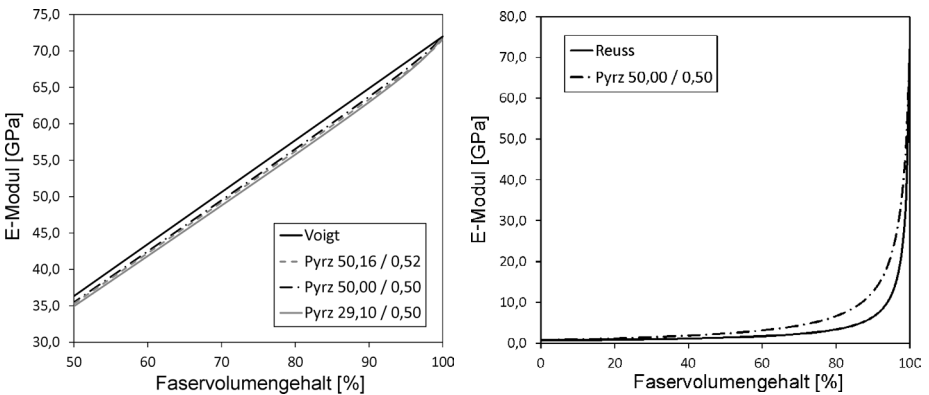 75,0
70,0
65,0
60,0
55,0
50,0
45,0
40,0
35,0
30,0
E-Modul [GPa]
Voigt
Pyrz 50,16 / 0,52
Pyrz 50,00 / 0,50
Pyrz 29,10 / 0,50
50 60 70 80 90 100
Faservolumengehalt [%]
80,0
70,0
60,0
50,0
40,0
30,0
20,0
10,0
0,0
E-Modul [GPa]
Reuss
Pyrz 50,00 / 0,50
0 20 40 60 80 100
Faservolumengehalt [%]